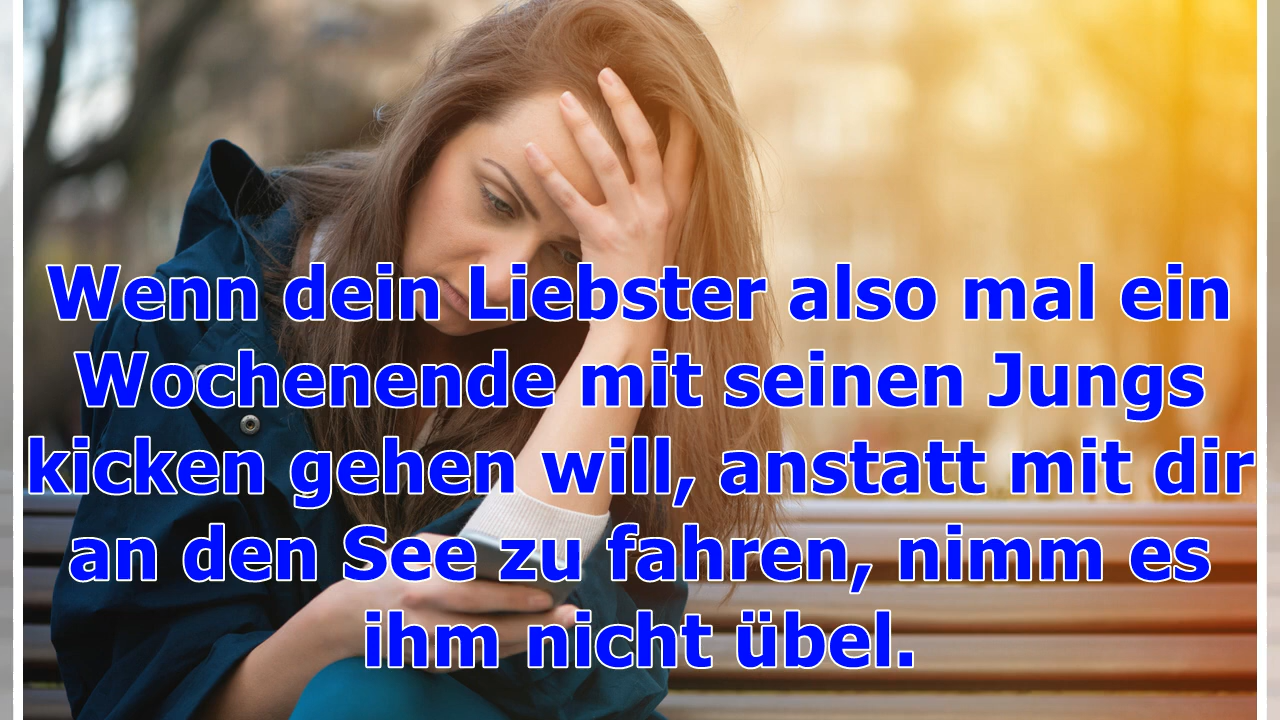 Wenn dein Liebster also mal ein
Wochenende mit seinen Jungs
kicken gehen will, anstatt mit dir
an den See zu fahren, nimm es
ihm nicht übel.